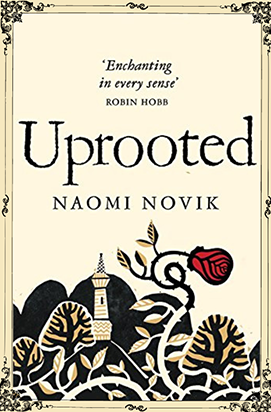 ‘Enchanting
in every sense’
ROBIN HOBB
Uprooted
NAOMI NOVIK